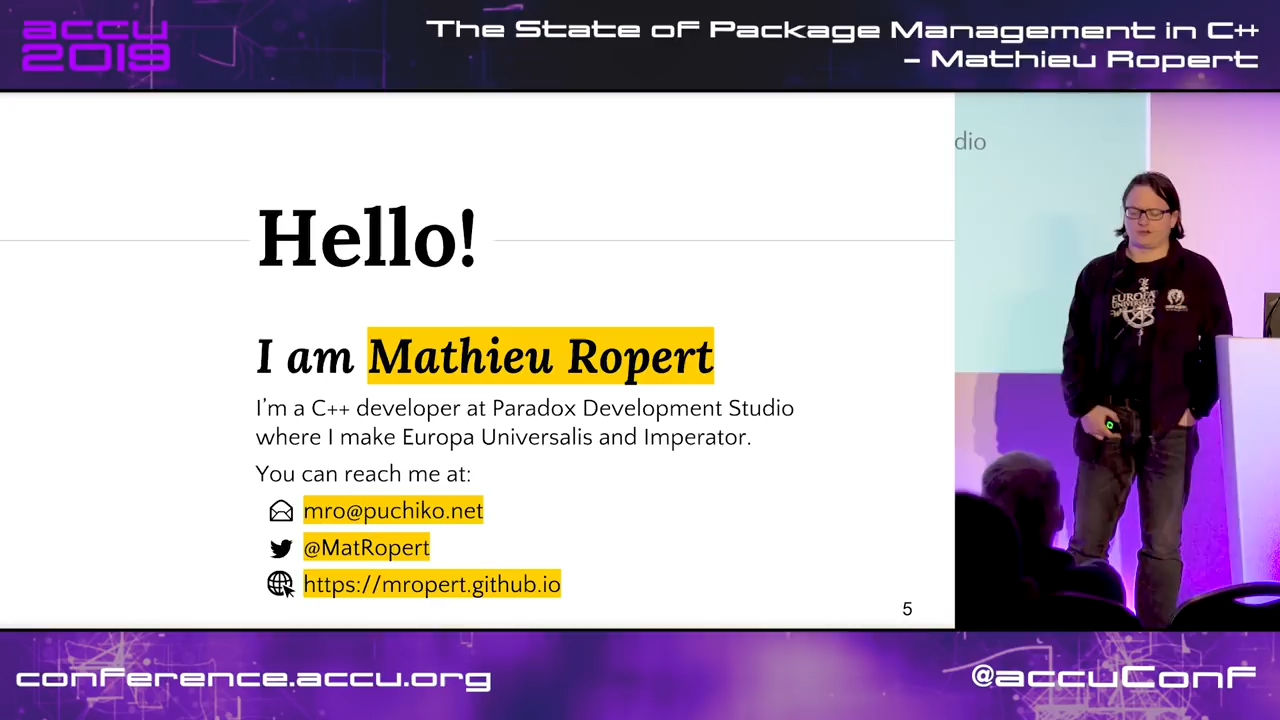 accu
2019
The State of Package Management in C++
– Mathieu Ropert
dio
Hello!
I am Mathieu Ropert
I'm a C++ developer at Paradox Development Studio
where I make Europa Universalis and Imperator.
You can reach me at:
mro@puchiko.net
@MatRopert
https://mropert.github.io
5
EUROPA
UNIVERSALIS
conference.accu.org
@accuConf